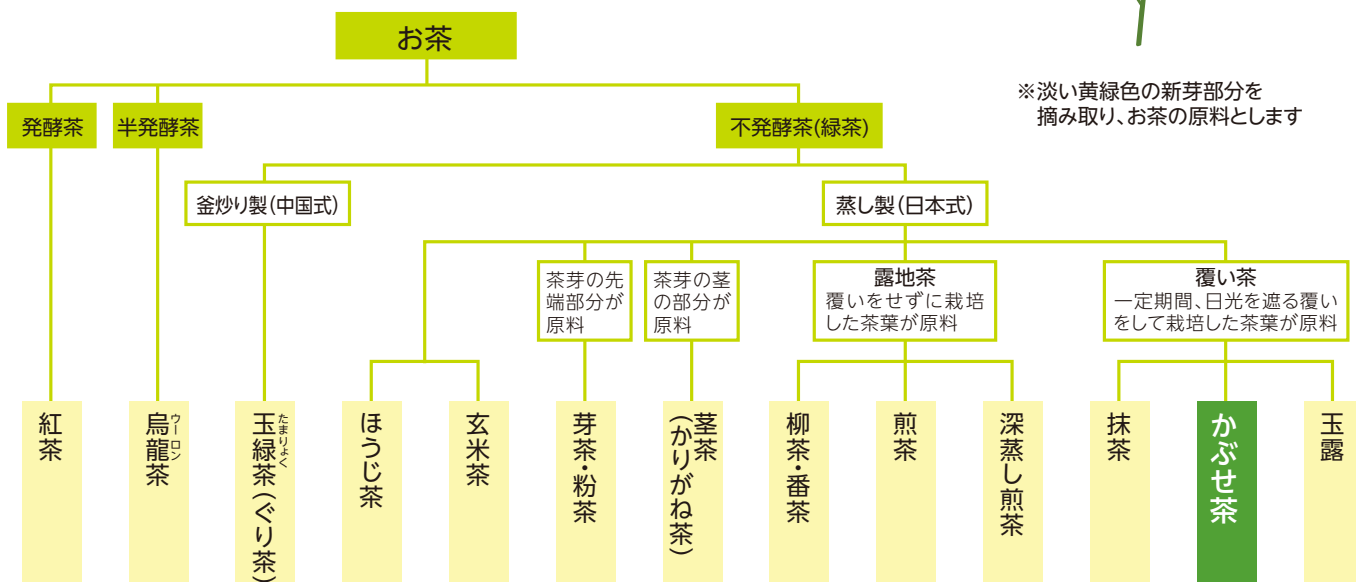 お茶
※淡い黄緑色の新芽部分を
摘み取り、お茶の原料とします
発酵茶
半発酵茶
不発酵茶(緑茶)
釜炒り製(中国式)
蒸し製(日本式)
茶芽の先
端部分が
原料
茶芽の茎
の部分が
原料
露地茶
覆いをせずに栽培
した茶葉が原料
覆い茶
一定期間、日光を遮る覆い
をして栽培した茶葉が原料
紅茶
烏龍茶
ウーロン
玉緑茶(ぐり茶)
たまりょく
ほうじ茶
玄米茶
芽茶・粉茶
茎茶
(かりがね茶)
柳茶・番茶
煎茶
深蒸し煎茶
抹茶
かぶせ茶
玉露